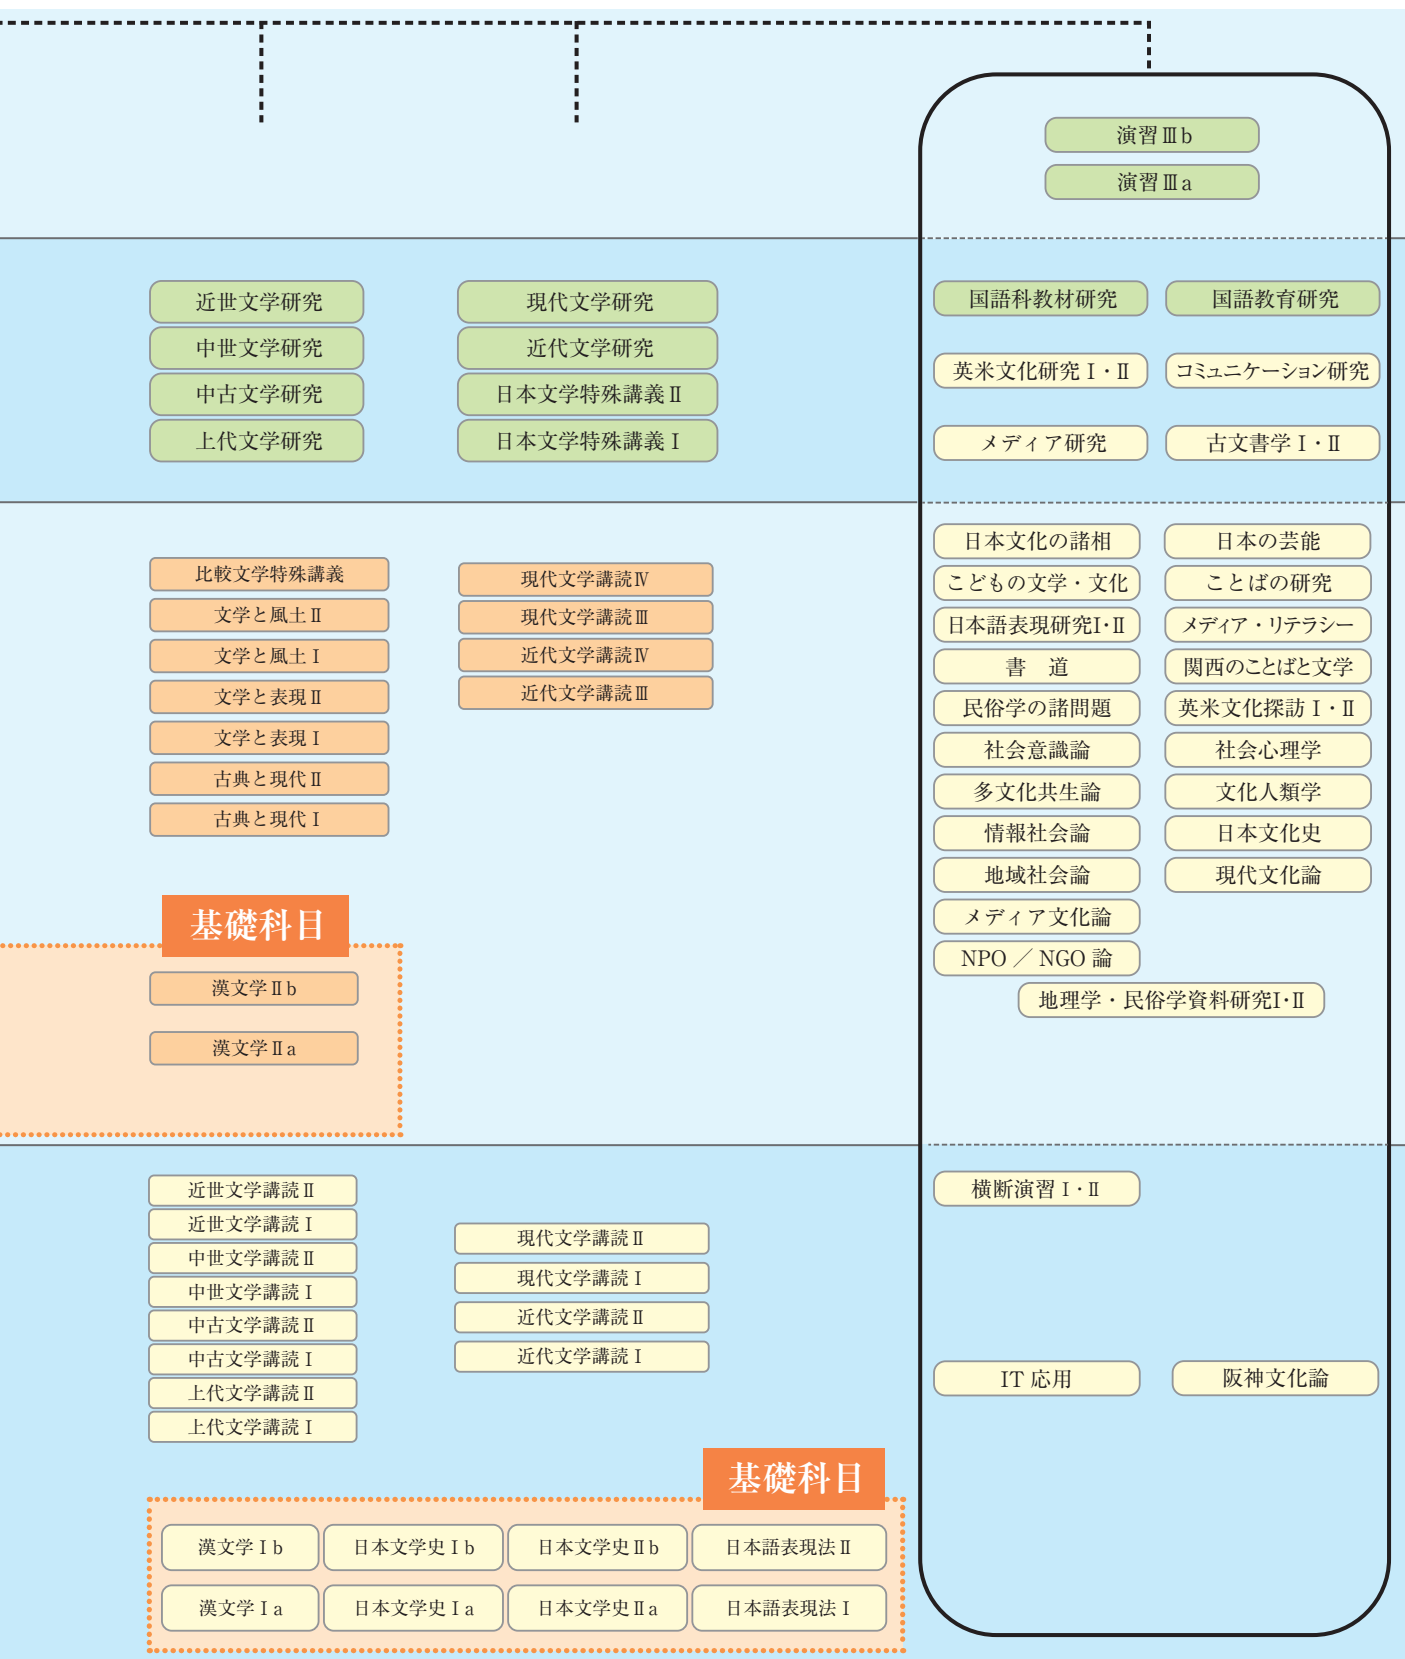 演習Ⅲb
演習Ⅲa
近世文学研究
中世文学研究
中古文学研究
上代文学研究
現代文学研究
近代文学研究
日本文学特殊講義Ⅱ
日本文学特殊講義Ⅰ
国語科教材研究
国語教育研究
英米文化研究Ⅰ・Ⅱ
コミュニケーション研究
メディア研究
古文書学Ⅰ・Ⅱ
比較文学特殊講義
文学と風土Ⅱ
文学と風土Ⅰ
文学と表現Ⅱ
文学と表現Ⅰ
古典と現代Ⅱ
古典と現代Ⅰ
現代文学講読Ⅳ
現代文学講読Ⅲ
近代文学講読Ⅳ
近代文学講読Ⅲ
日本文化の諸相
日本の芸能
こどもの文学・文化
ことばの研究
日本語表現研究Ⅰ・Ⅱ
メディア・リテラシー
書　道
関西のことばと文学
民俗学の諸問題
英米文化探訪Ⅰ・Ⅱ
社会意識論
社会心理学
多文化共生論
文化人類学
情報社会論
日本文化史
地域社会論
現代文化論
メディア文化論
NPO／NGO論
地理学・民俗学資料研究Ⅰ・Ⅱ
基礎科目
漢文学Ⅱb
漢文学Ⅱa
近世文学講読Ⅱ
近世文学講読Ⅰ
中世文学講読Ⅱ
中世文学講読Ⅰ
中古文学講読Ⅱ
中古文学講読Ⅰ
上代文学講読Ⅱ
上代文学講読Ⅰ
現代文学講読Ⅱ
現代文学講読Ⅰ
近代文学講読Ⅱ
近代文学講読Ⅰ
横断演習Ⅰ・Ⅱ
IT応用
阪神文化論
基礎科目
漢文学Ⅰb
日本文学史Ⅰb
日本文学史Ⅱb
日本語表現法Ⅱ
漢文学Ⅰa
日本文学史Ⅰa
日本文学史Ⅱa
日本語表現法Ⅰ